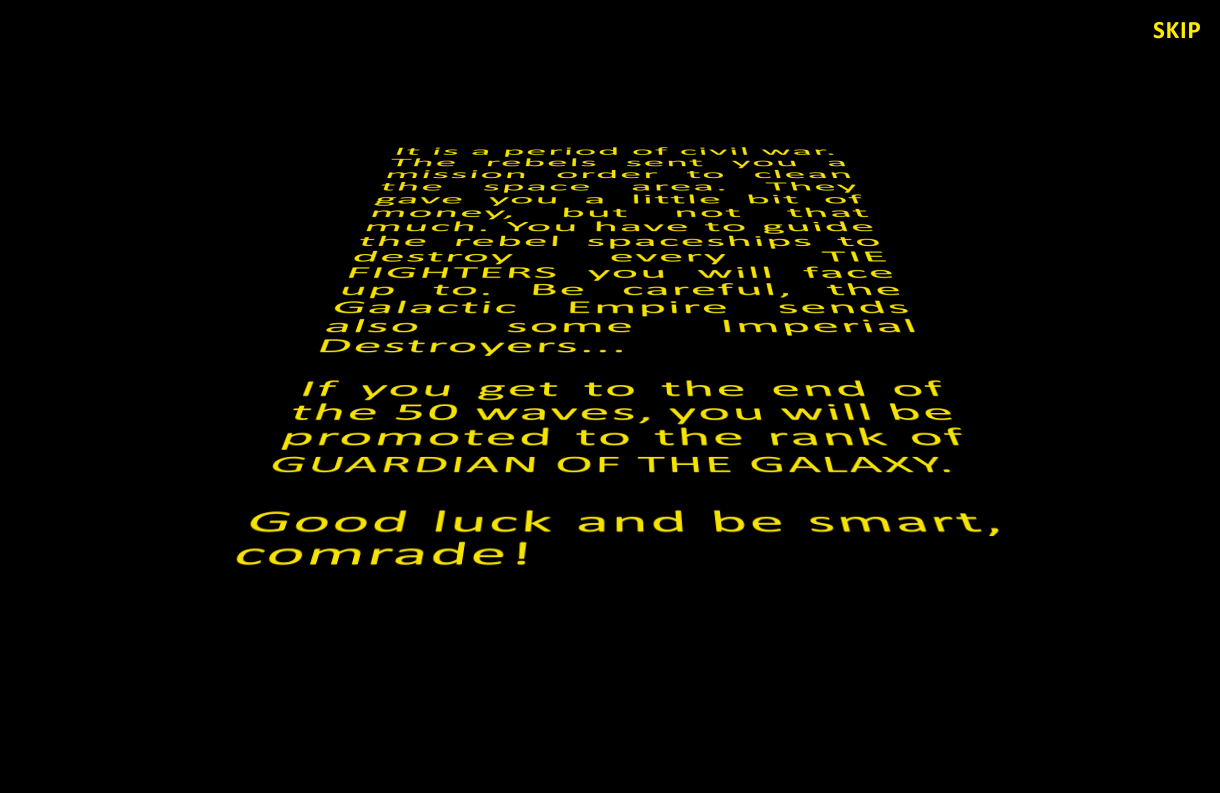 SKIP
It is a period of civil war.
The rebels sent you a
mission order to clean
the space area. They
gave you a little bit of
money, but not that
much. You have to guide
the rebel spaceships to
destroy every TIE
FIGHTERS you will face
up to. Be careful, the
Galactic Empire sends
also some Imperial
Destroyers...
If you get to the end of
the 50 waves, you will be
promoted to the rank of
GUARDIAN OF THE GALAXY.
Good luck and be smart,
comrade!